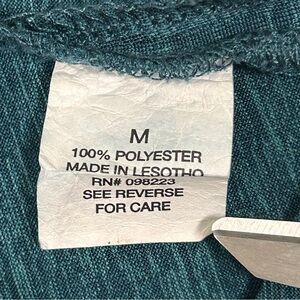 M
100% POLYESTER
MADE IN LESOTHO
RN# 098223
SEE REVERSE
FOR CARE